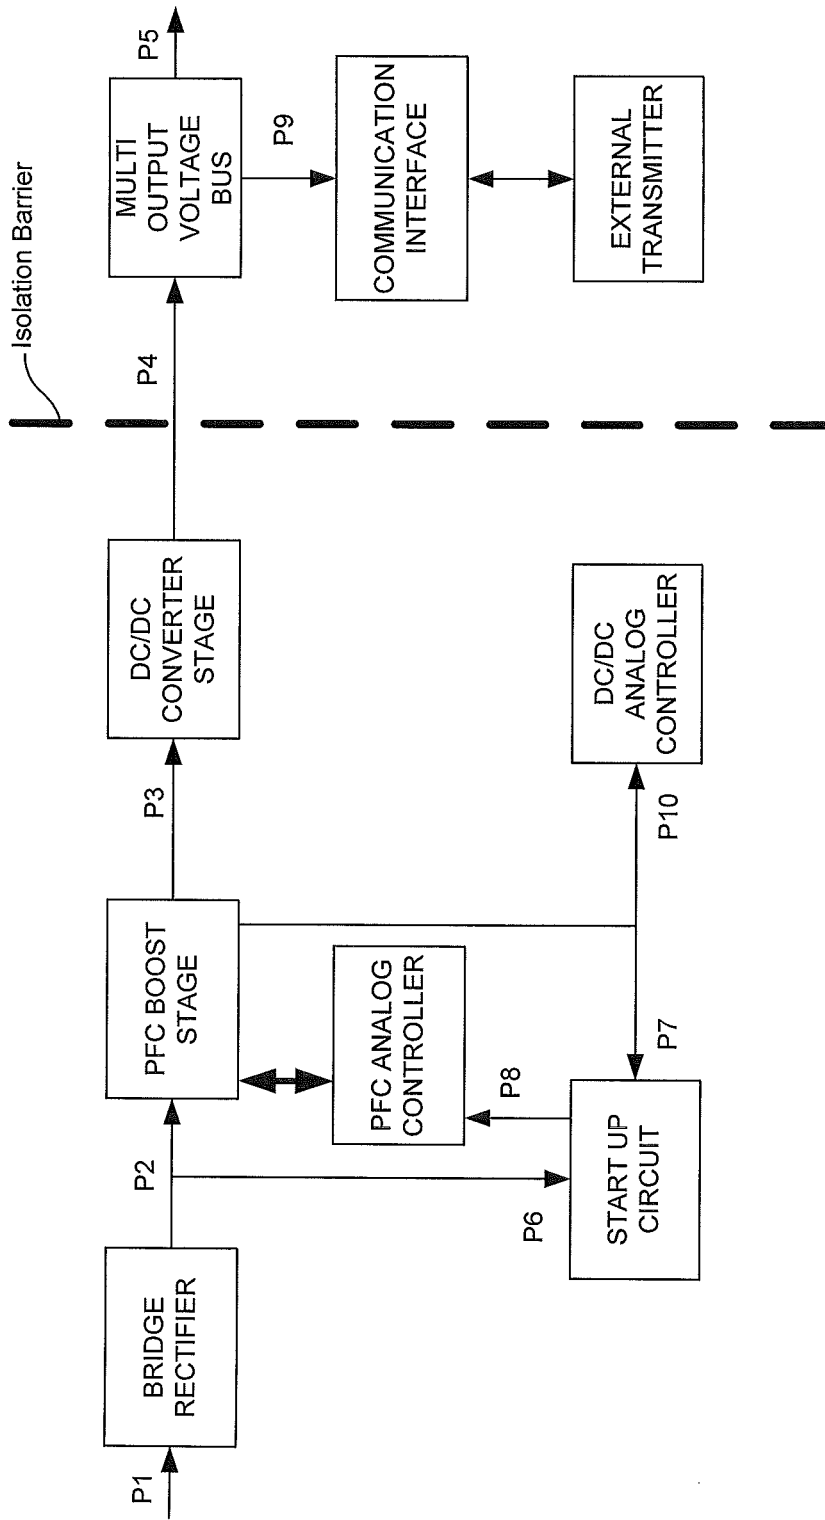 Isolation Barrier
P1
BRIDGE
RECTIFIER
P2
PFC BOOST
STAGE
P3
DC/DC
CONVERTER
STAGE
P4
MULTI
OUTPUT
VOLTAGE
BUS
P5
P6
START UP
CIRCUIT
P8
PFC ANALOG
CONTROLLER
P7
P10
DC/DC
ANALOG
CONTROLLER
P9
COMMUNICATION
INTERFACE
EXTERNAL
TRANSMITTER